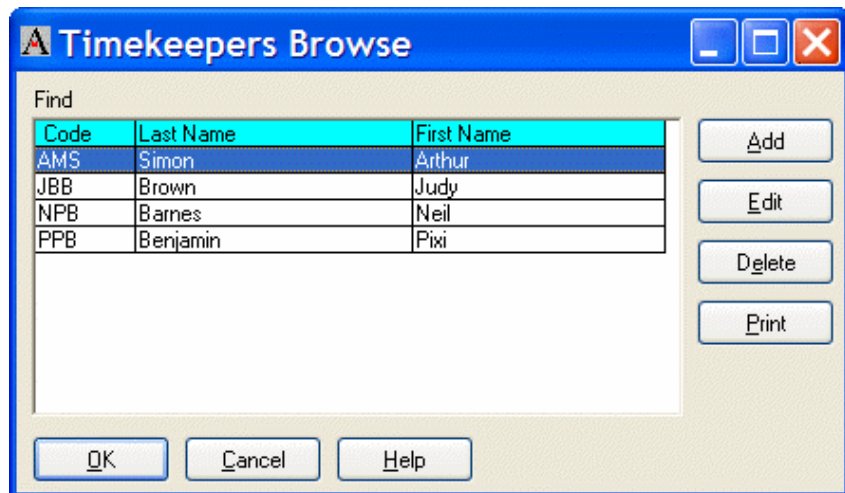 A Timekeepers Browse
Find
Code Last Name First Name
AMS Simon Arthur
JBB Brown Judy
NPB Barnes Neil
PPB Benjamin Pixi
Add
Edit
Delete
Print
OK Cancel Help